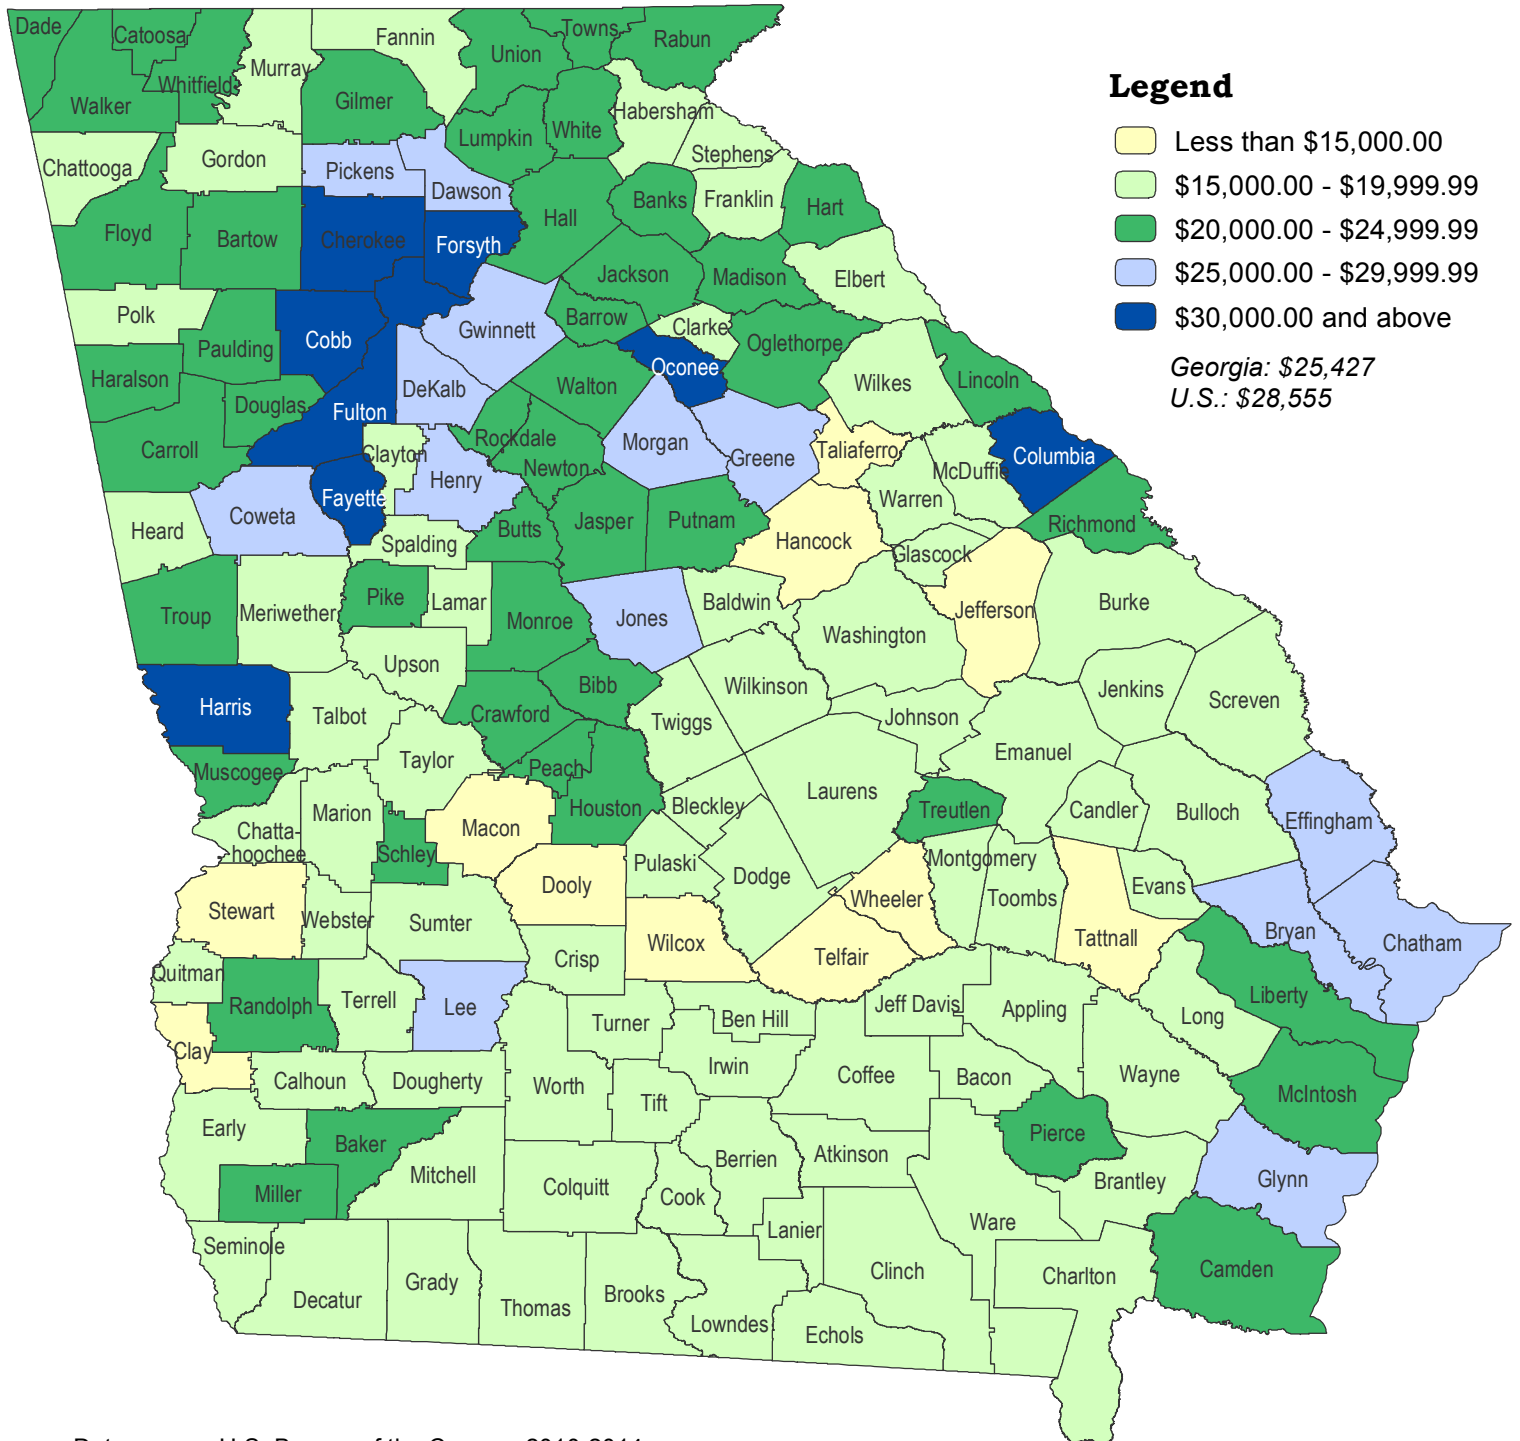 Dade
Catoosa
Whitfield
Walker
Murray
Fannin
Gilmer
Union
Towns
Rabun
Lumpkin
White
Habersham
Stephens
Chattooga
Gordon
Pickens
Dawson
Floyd
Bartow
Cherokee
Forsyth
Hall
Banks
Franklin
Hart
Jackson
Madison
Elbert
Polk
Paulding
Cobb
Gwinnett
Barrow
Clarke
Oglethorpe
Oconee
Haralson
Douglas
Fulton
DeKalb
Walton
Wilkes
Lincoln
Carroll
Clayton
Rockdale
Newton
Morgan
Greene
Taliaferro
McDuffie
Columbia
Henry
Coweta
Fayette
Warren
Richmond
Heard
Spalding
Butts
Jasper
Putnam
Hancock
Glascock
Troup
Meriwether
Pike
Lamar
Monroe
Jones
Baldwin
Washington
Jefferson
Burke
Upson
Bibb
Wilkinson
Jenkins
Screven
Harris
Talbot
Crawford
Twiggs
Johnson
Emanuel
Muscogee
Taylor
Peach
Houston
Bleckley
Laurens
Treutlen
Candler
Bulloch
Effingham
Chatta-
hoochee
Marion
Schley
Macon
Pulaski
Dodge
Montgomery
Toombs
Evans
Stewart
Webster
Sumter
Dooly
Wilcox
Wheeler
Telfair
Tattnall
Bryan
Chatham
Quitman
Randolph
Terrell
Lee
Crisp
Turner
Ben Hill
Jeff Davis
Appling
Long
Liberty
Clay
Calhoun
Dougherty
Worth
Tift
Irwin
Coffee
Bacon
Wayne
McIntosh
Early
Baker
Miller
Mitchell
Colquitt
Cook
Berrien
Atkinson
Pierce
Brantley
Glynn
Lanier
Ware
Seminole
Decatur
Grady
Thomas
Brooks
Lowndes
Echols
Clinch
Charlton
Camden
Legend
Less than $15,000.00
$15,000.00 - $19,999.99
$20,000.00 - $24,999.99
$25,000.00 - $29,999.99
$30,000.00 and above
Georgia: $25,427
U.S.: $28,555